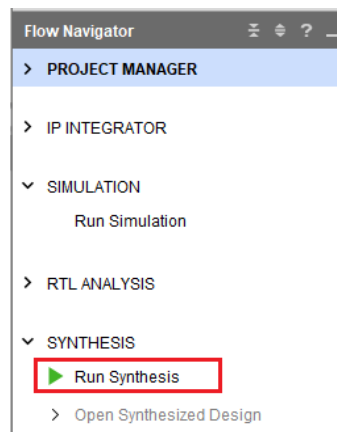 Flow Navigator ?
PROJECT MANAGER
IP INTEGRATOR
SIMULATION
Run Simulation
RTL ANALYSIS
SYNTHESIS
Run Synthesis
Open Synthesized Design